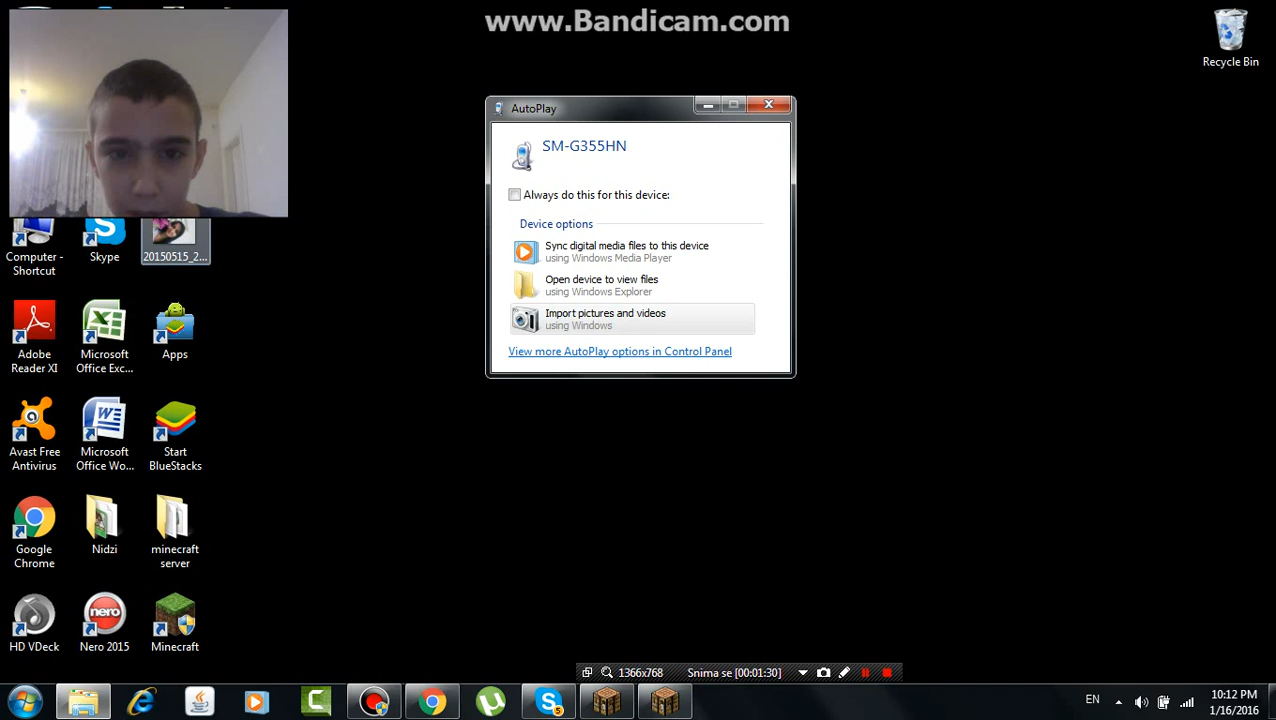 www.Bandicam.com
Recycle Bin
AutoPlay
SM-G355HN
Always do this for this device:
Device options
Sync digital media files to this device
using Windows Media Player
Open device to view files
using Windows Explorer
Import pictures and videos
using Windows
View more AutoPlay options in Control Panel
Computer -
Shortcut
Skype
20150515_2...
Adobe
Reader XI
Microsoft
Office Exc...
Apps
Avast Free
Antivirus
Microsoft
Office Wo...
Start
BlueStacks
Google
Chrome
Nidzi
minecraft
server
HD VDeck
nero
Nero 2015
Minecraft
1366x768
Snima se [00:01:30]
5
EN
10:12 PM
1/16/2016